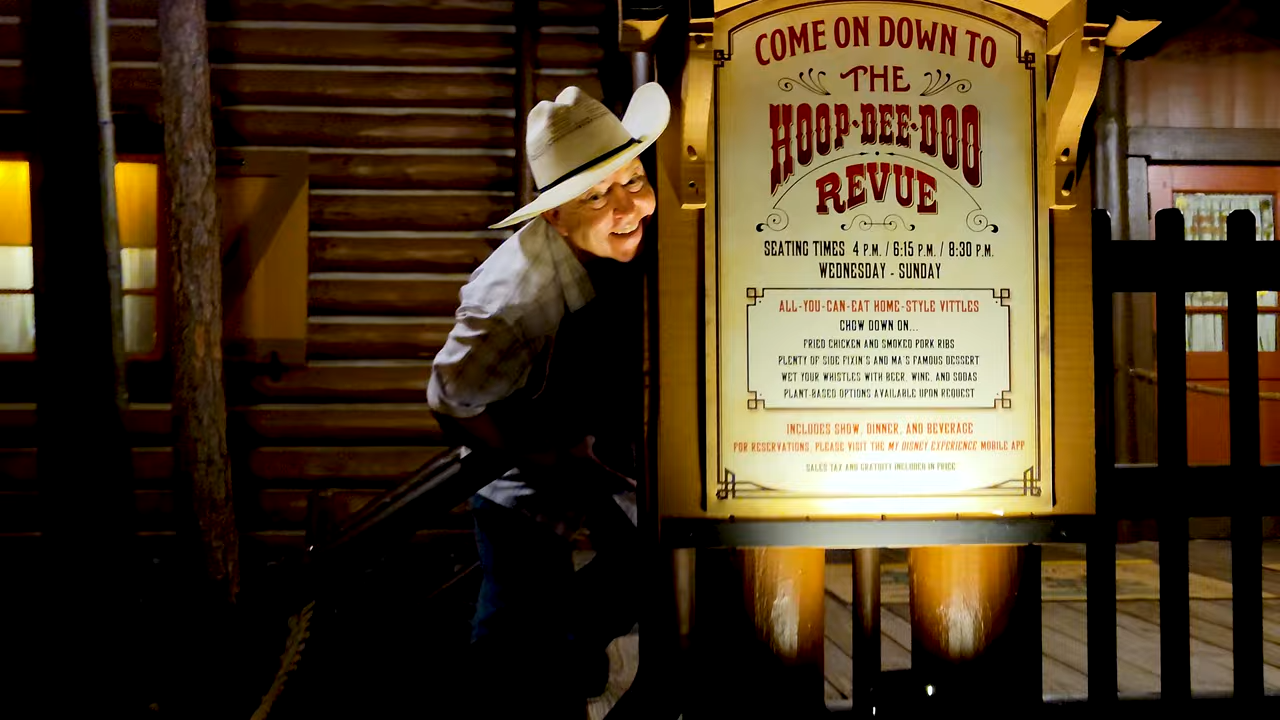 COME ON DOWN TO
THE
HOOP-DEE-DOO
REVUE
SEATING TIMES 4 P.M. / 6:15 P.M. / 8:30 P.M.
WEDNESDAY - SUNDAY
ALL-YOU-CAN-EAT HOME-STYLE VITTLES
CHOW DOWN ON...
FRIED CHICKEN AND SMOKED PORK RIBS
PLENTY OF SIDE FIXIN'S AND MA'S FAMOUS DESSERT
WET YOUR WHISTLES WITH BEER, WINE, AND SODAS
PLANT-BASED OPTIONS AVAILABLE UPON REQUEST
INCLUDES SHOW, DINNER, AND BEVERAGE
FOR RESERVATIONS, PLEASE VISIT THE MY DISNEY EXPERIENCE MOBILE APP
SALES TAX AND GRATUITY INCLUDED IN PRICE